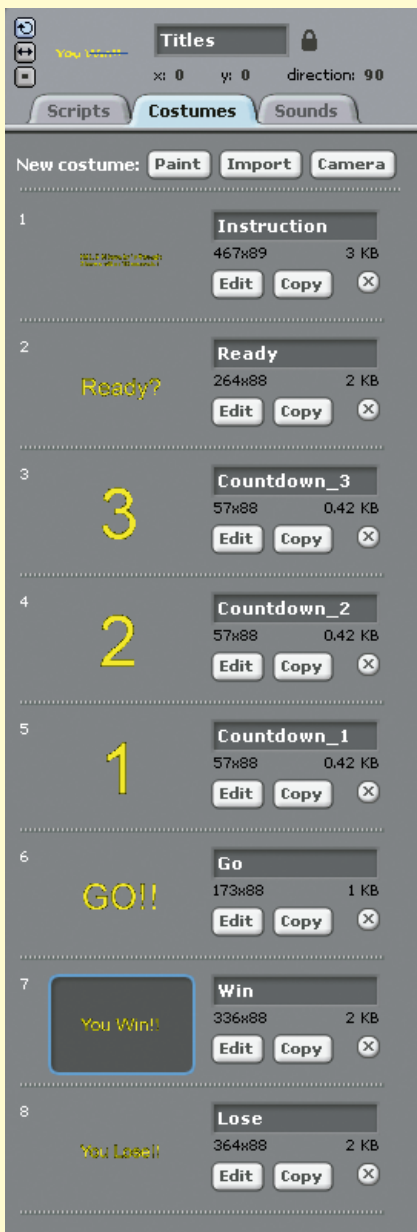 Titles
You Win!!
x: 0 y: 0 direction: 90
Scripts Costumes Sounds
New costume: Paint Import Camera
1
Instruction
467x89 3 KB
Edit Copy
2
Ready?
Ready
264x88 2 KB
Edit Copy
3
3
Countdown_3
57x88 0.42 KB
Edit Copy
4
2
Countdown_2
57x88 0.42 KB
Edit Copy
5
1
Countdown_1
57x88 0.42 KB
Edit Copy
6
GO!!
Go
173x88 1 KB
Edit Copy
7
You Win!!
Win
336x88 2 KB
Edit Copy
8
You Lose!!
Lose
364x88 2 KB
Edit Copy